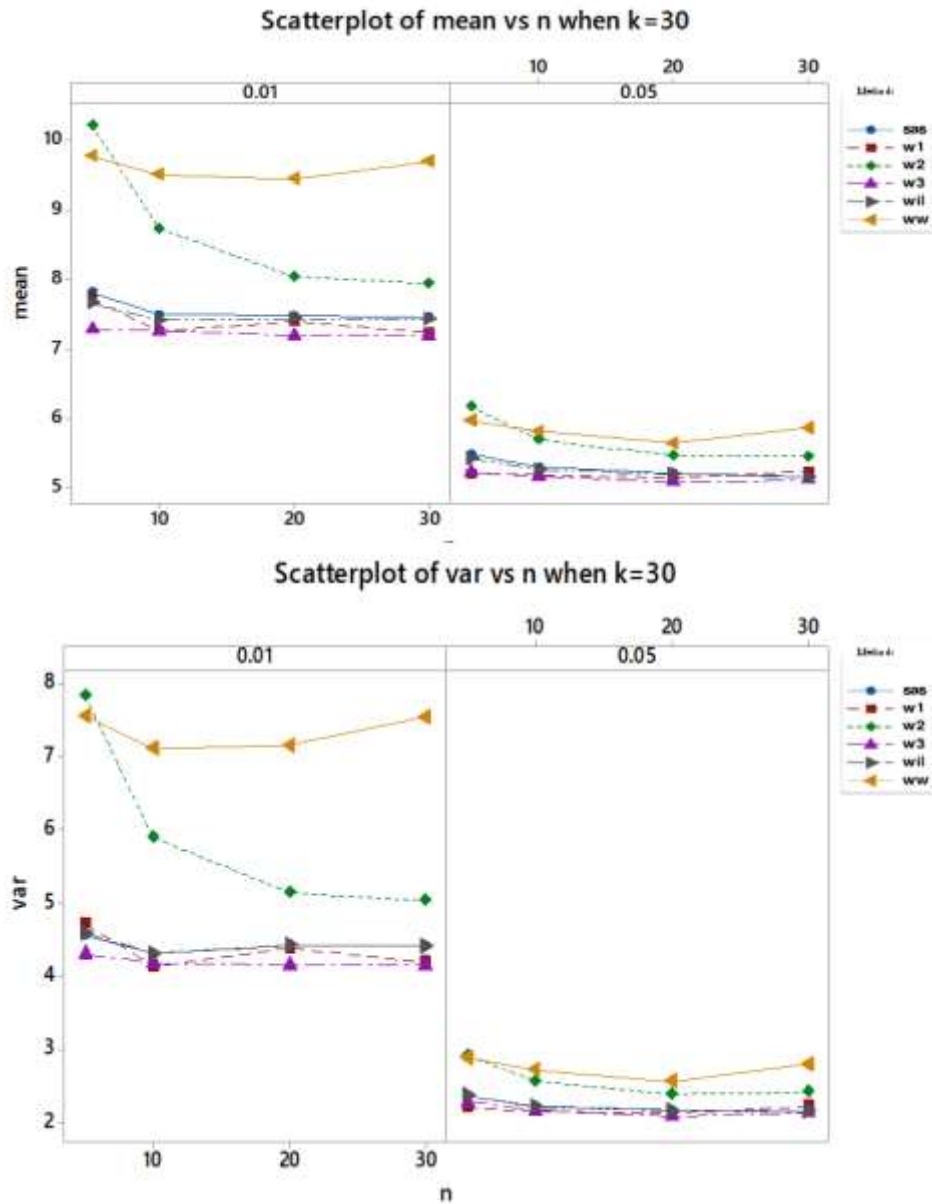 Scatterplot of mean vs n when k=30
10 20 30
0.01 0.05
10
9
8
7
6
5
mean
10 20 30
sas
w1
w2
w3
wil
ww
Scatterplot of var vs n when k=30
10 20 30
0.01 0.05
8
7
6
5
4
3
2
var
10 20 30
n
sas
w1
w2
w3
wil
ww